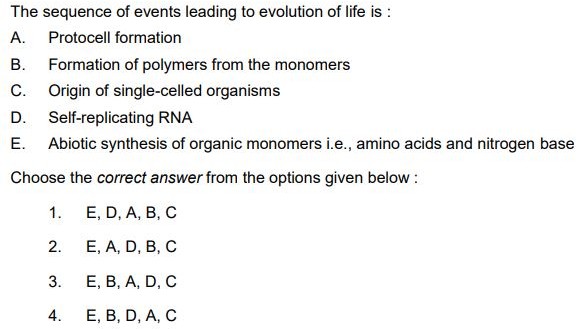 The sequence of events leading to evolution of life is :
A. Protocell formation
B. Formation of polymers from the monomers
C. Origin of single-celled organisms
D. Self-replicating RNA
E. Abiotic synthesis of organic monomers i.e., amino acids and nitrogen base
Choose the correct answer from the options given below :
1. E, D, A, B, C
2. E, A, D, B, C
3. E, B, A, D, C
4. E, B, D, A, C